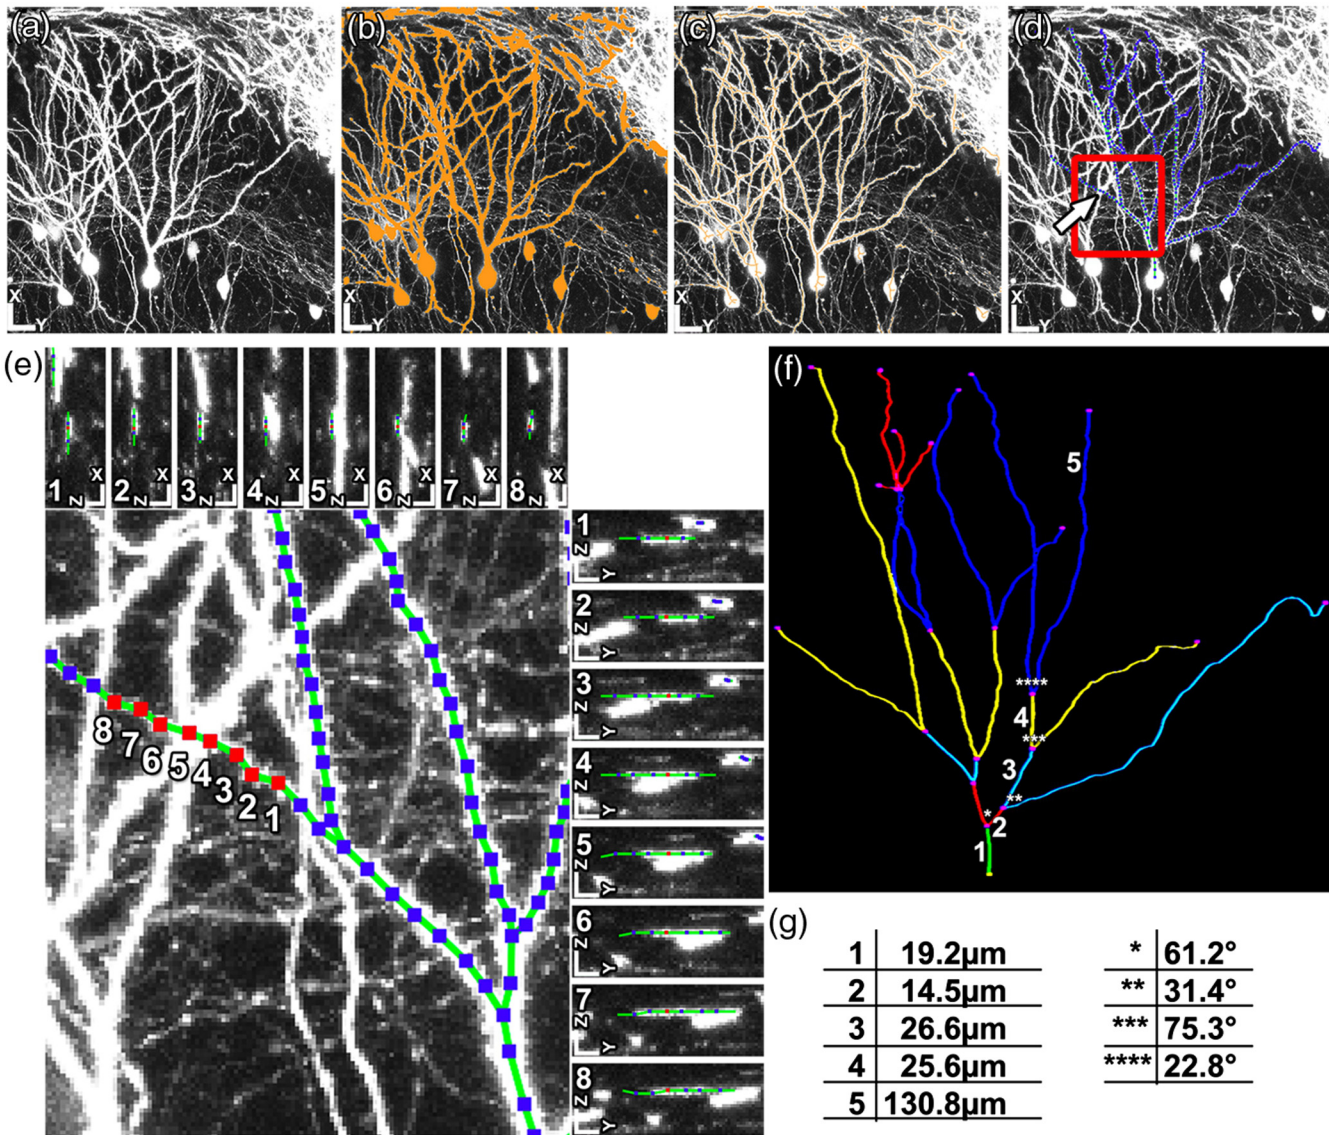 (a)
(b)
(c)
(d)
X
Y
Y
Y
X
Y
(e)
1 2 3 4 5 6 7 8
Z X Z X Z X Z X Z X Z X Z X Z X
8 7 6 5 4 3 2 1
1
Z
Y
2
Z
Y
3
Z
Y
4
Z
Y
5
Z
Y
6
Z
Y
7
Z
Y
8
Z
Y
(f)
5
****
4
***
3
**
*
2
1
(g)
1 19.2µm
2 14.5µm
3 26.6µm
4 25.6µm
5 130.8µm
* 61.2°
** 31.4°
*** 75.3°
**** 22.8°